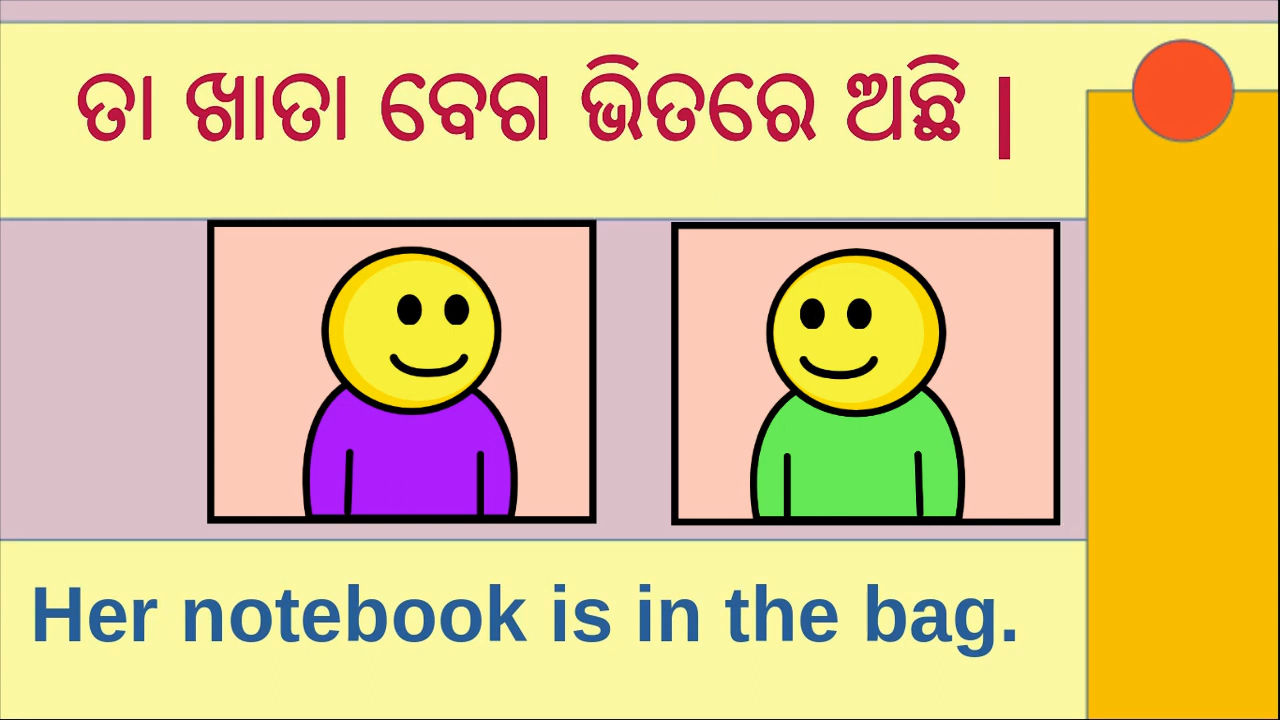 ତା ଖାତା ବେଗ ଭିତରେ ଅଛି |
Her notebook is in the bag.